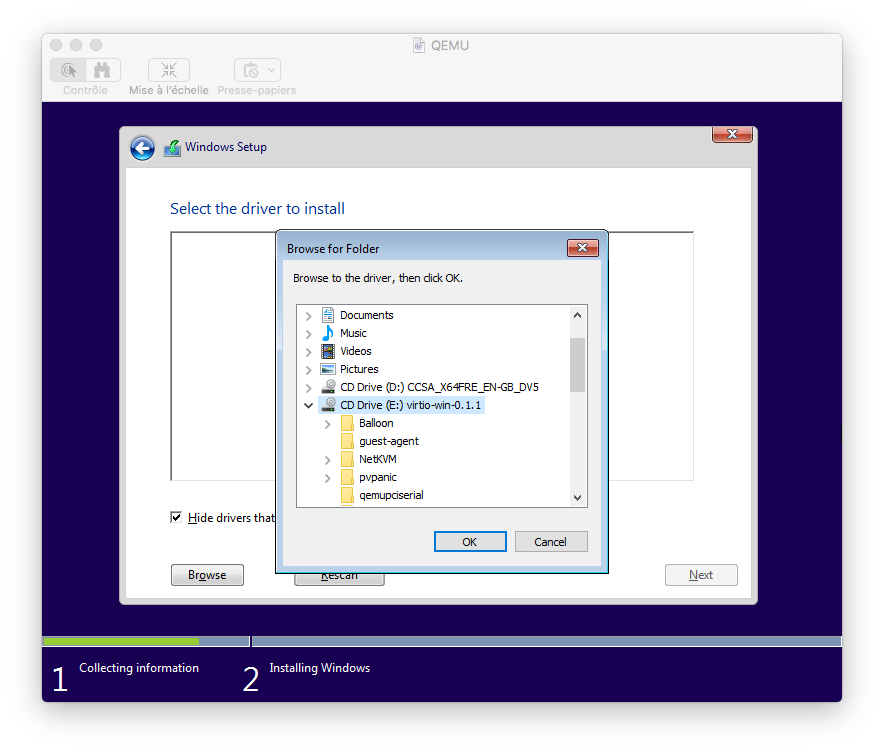 QEMU
Contrôle
Mise à l'échelle
Presse-papiers
Windows Setup
Select the driver to install
Browse for Folder
Browse to the driver, then click OK.
Documents
Music
Videos
Pictures
CD Drive (D:) CCSA_X64FRE_EN-GB_DV5
CD Drive (E:) virtio-win-0.1.1
Balloon
guest-agent
NetKVM
pvpanic
qemupciserial
OK
Cancel
Hide drivers that
Browse
Rescan
Next
1 Collecting information
2 Installing Windows